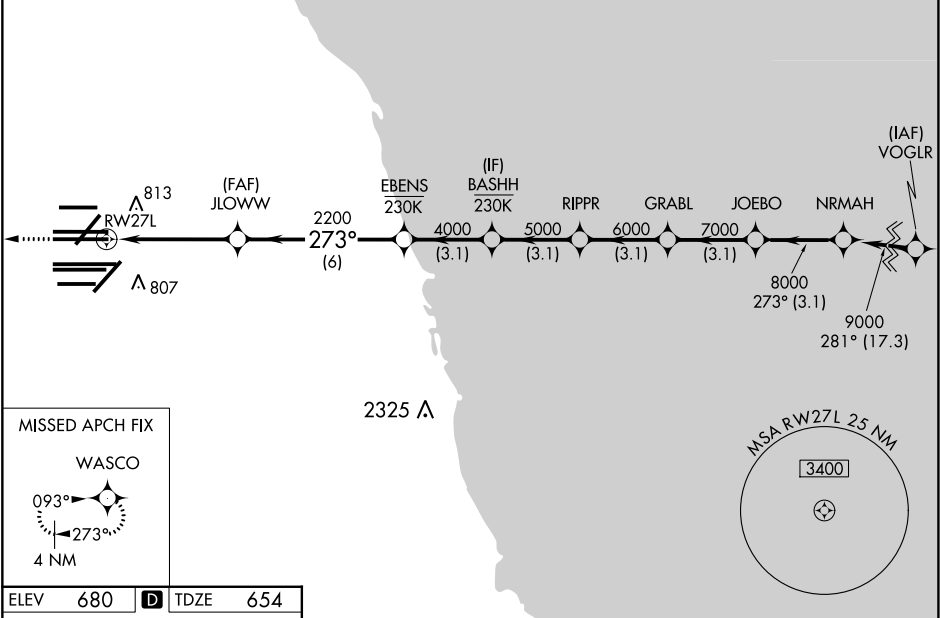 (IAF)
VOGLR
813
(FAF)
JLOWW
EBENS
230K
(IF)
BASHH
230K
RIPPR
GRABL
JOEBO
NRMAH
RW27L
2200
273°
(6)
4000
(3.1)
5000
(3.1)
6000
(3.1)
7000
(3.1)
8000
273° (3.1)
9000
281° (17.3)
807
2325
MISSED APCH FIX
WASCO
093°
273°
4 NM
MSA RW27L 25 NM
3400
ELEV 680 D TDZE 654